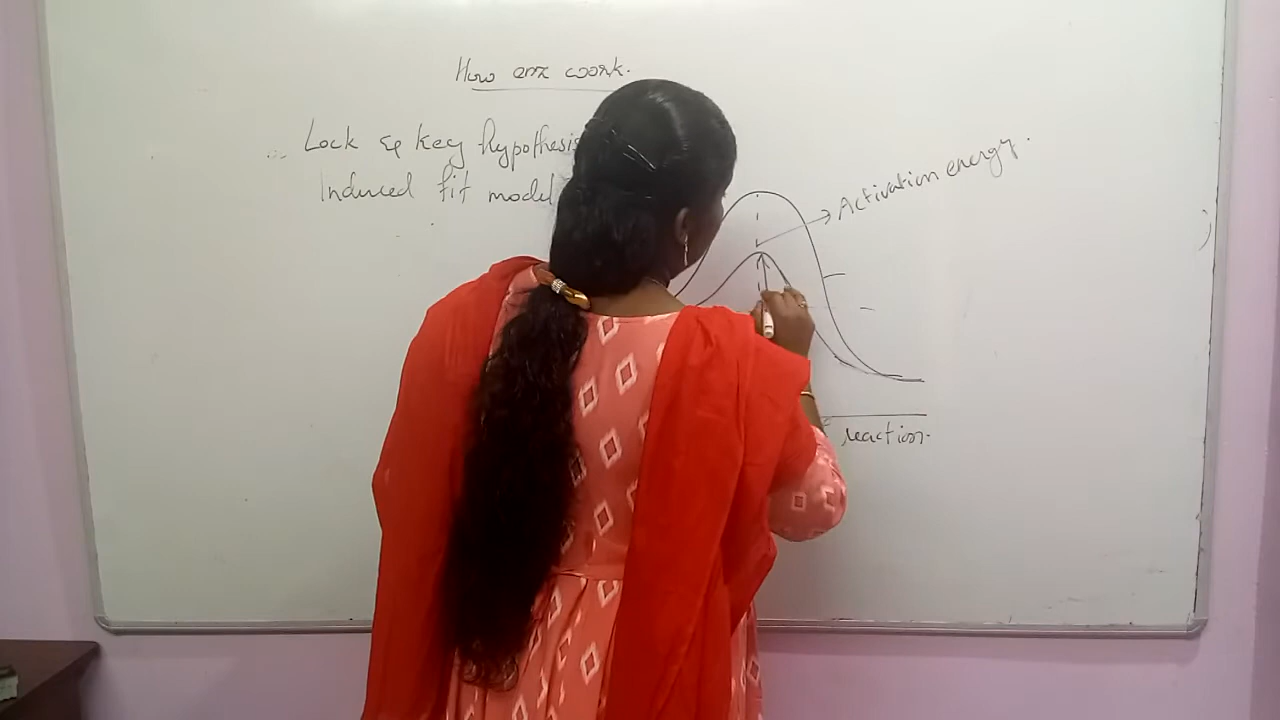 How enz work.
Lock & key hypothesis
Induced fit model
Activation energy.
reaction.